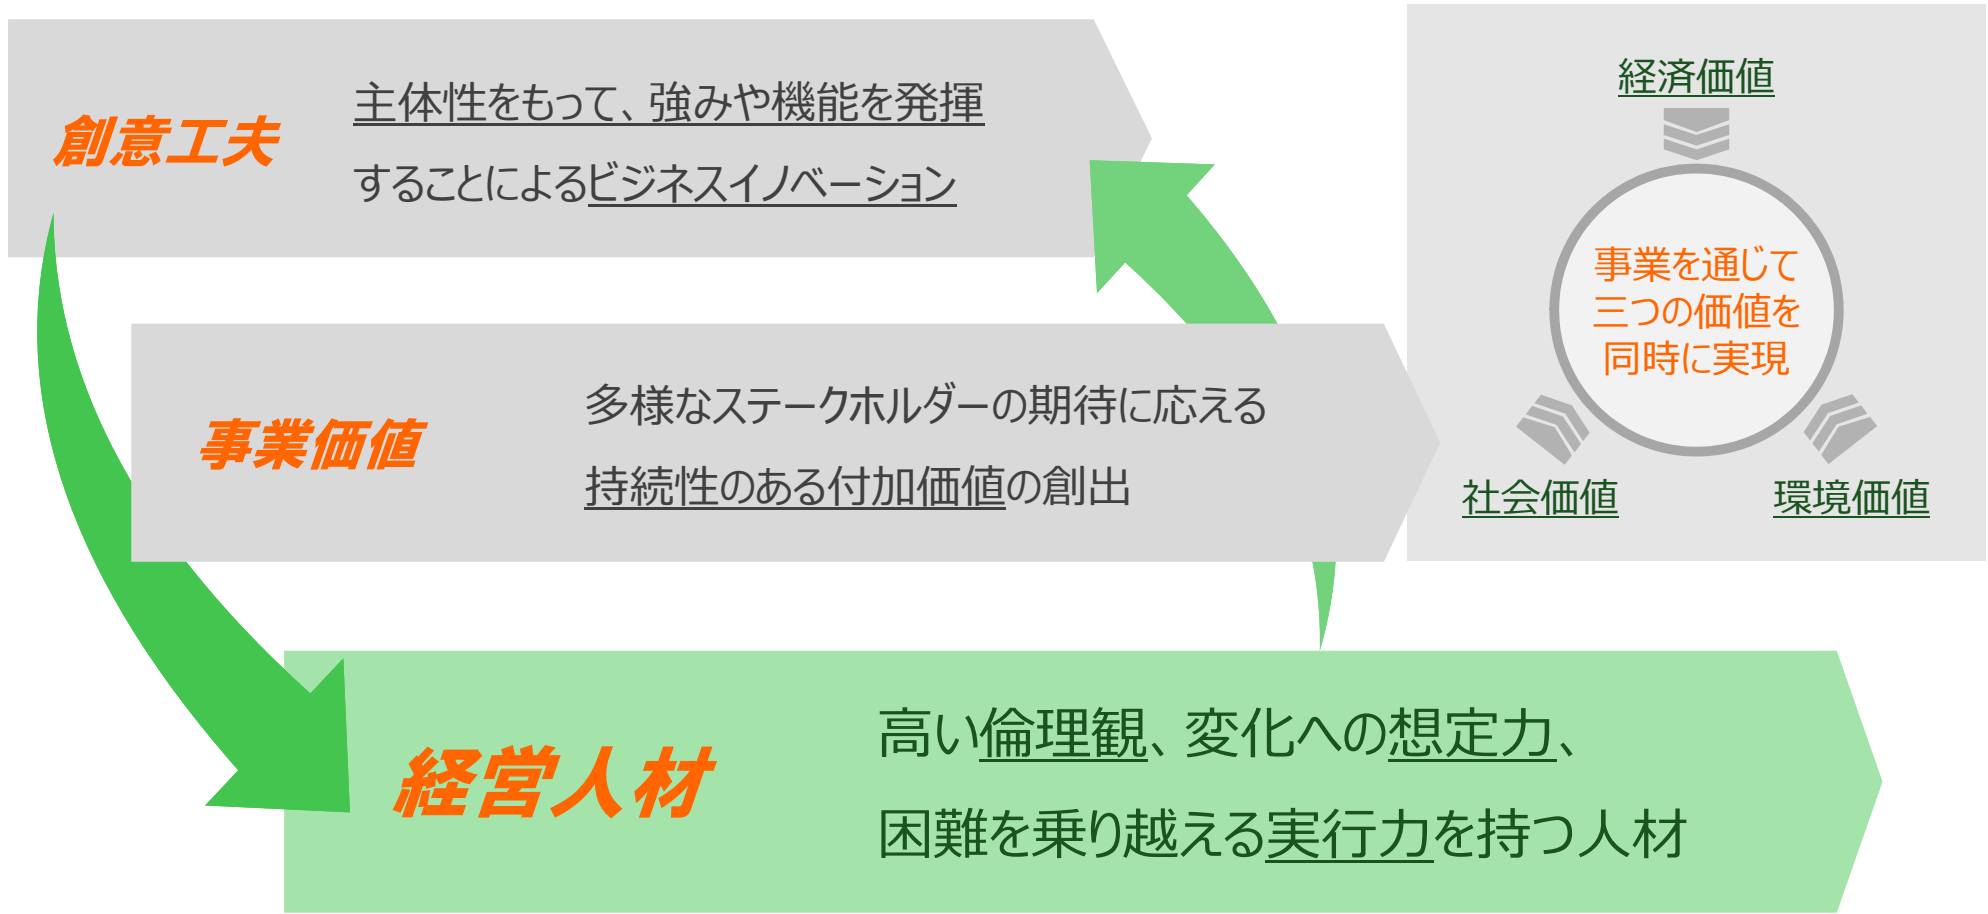 創意工夫
主体性をもって、強みや機能を発揮
することによるビジネスイノベーション
事業価値
多様なステークホルダーの期待に応える
持続性のある付加価値の創出
経済価値
事業を通じて
三つの価値を
同時に実現
社会価値
環境価値
経営人材
高い倫理観、変化への想定力、
困難を乗り越える実行力を持つ人材